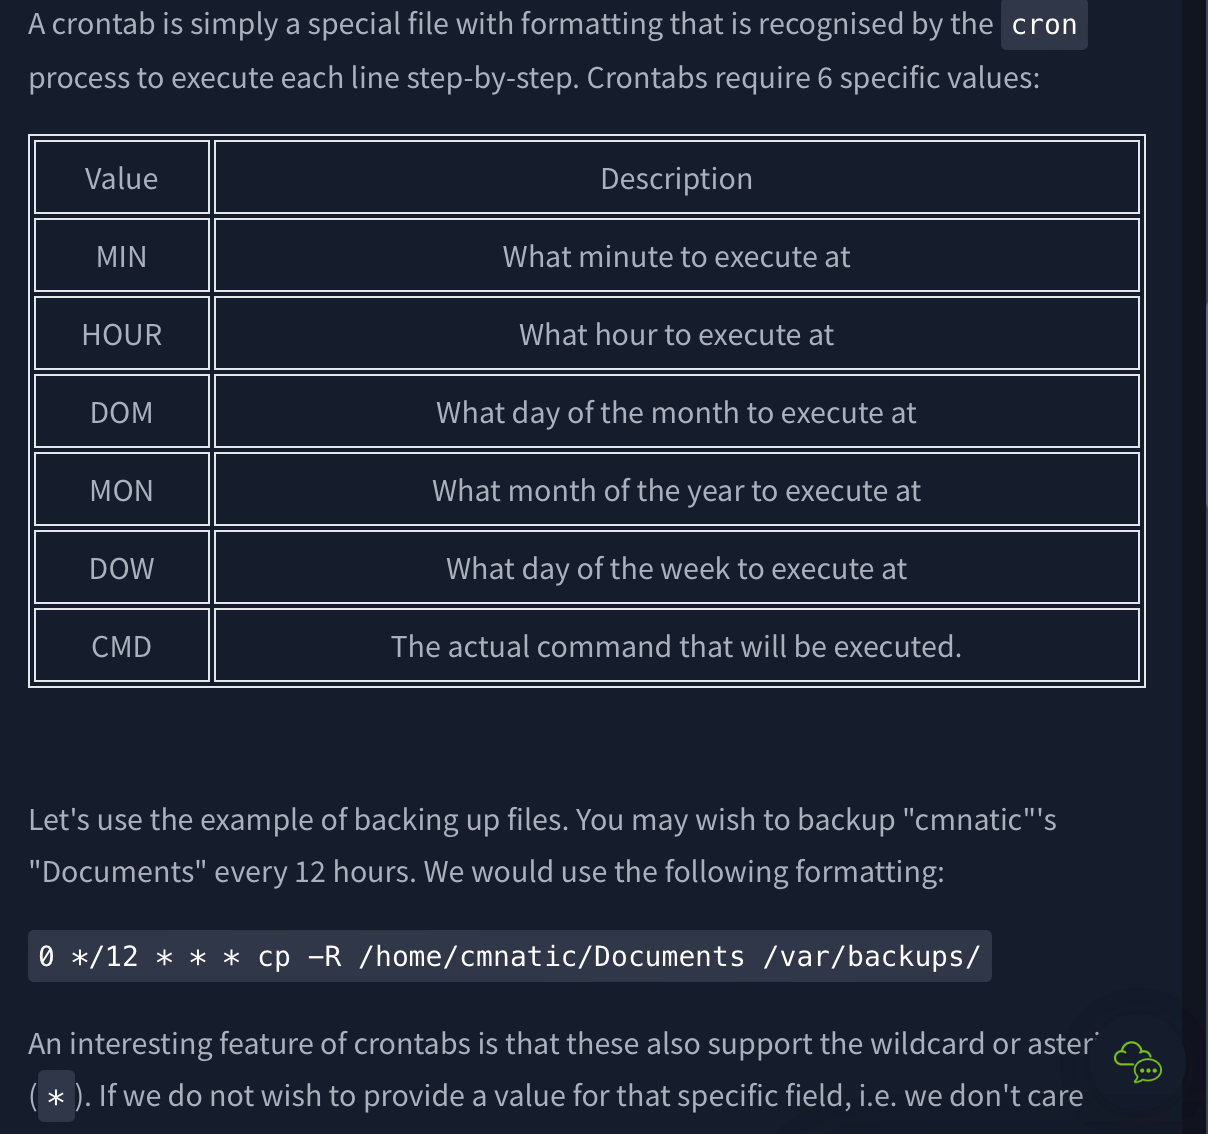 A crontab is simply a special file with formatting that is recognised by the cron
process to execute each line step-by-step. Crontabs require 6 specific values:
Value Description
MIN What minute to execute at
HOUR What hour to execute at
DOM What day of the month to execute at
MON What month of the year to execute at
DOW What day of the week to execute at
CMD The actual command that will be executed.
Let's use the example of backing up files. You may wish to backup "cmnatic"'s
"Documents" every 12 hours. We would use the following formatting:
0 */12 * * * cp -R /home/cmnatic/Documents /var/backups/
An interesting feature of crontabs is that these also support the wildcard or asteri
(*). If we do not wish to provide a value for that specific field, i.e. we don't care